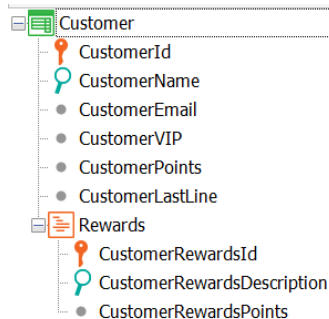 Customer
CustomerId
CustomerName
CustomerEmail
CustomerVIP
CustomerPoints
CustomerLastLine
Rewards
CustomerRewardsId
CustomerRewardsDescription
CustomerRewardsPoints